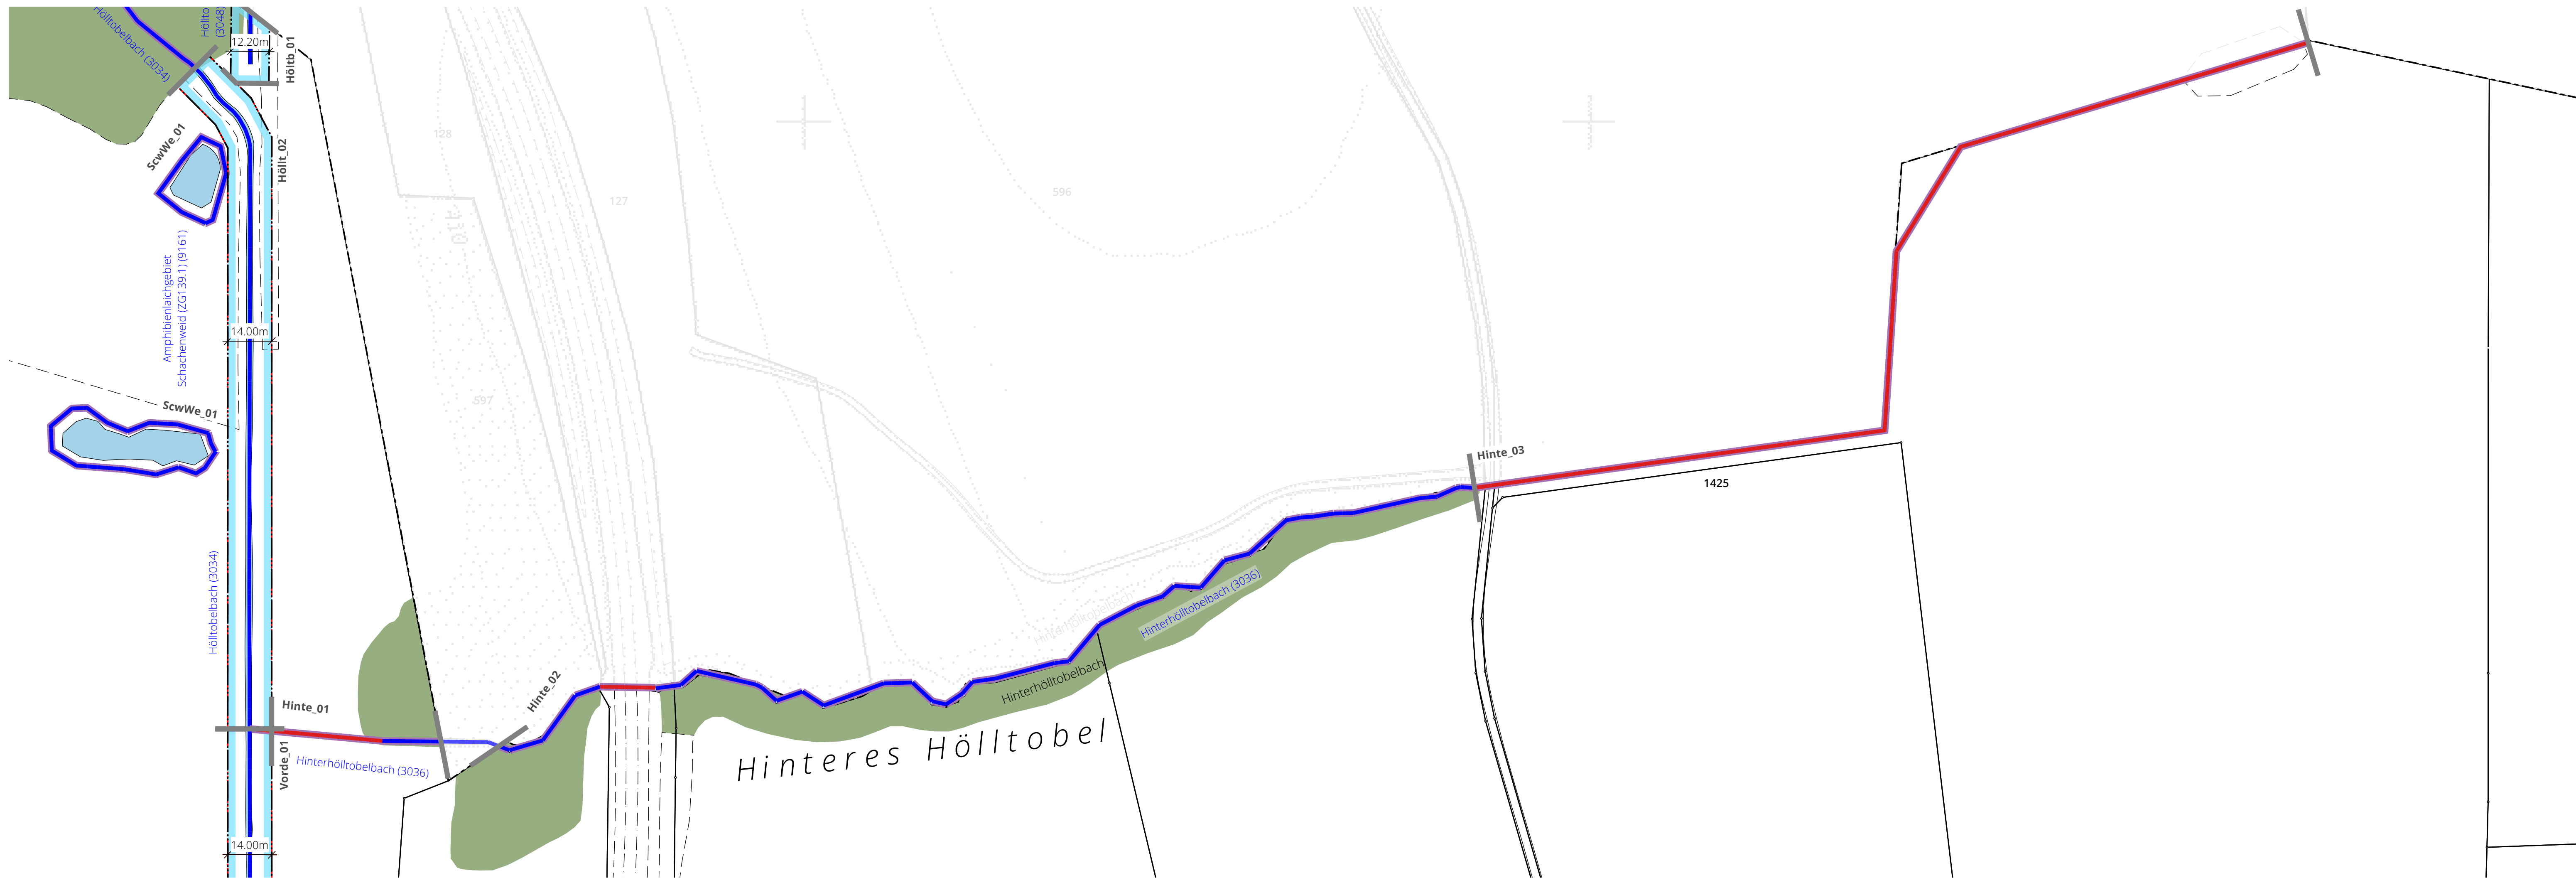 Hölltobelbach (3034)
Höllto
(3048)
12.20m
Hölltb_01
ScwWe_01
Höllt_02
128
127
596
Amphibienlaichgebiet
Schachenweid (ZG139.1) (9161)
14.00m
597
ScwWe_01
Hinte_03
1425
Hölltobelbach (3034)
Hinterhölltobelbach (3036)
Hinterhölltobelbach
Hinte_02
Hinte_01
Hinteres Hölltobel
Vorde_01
Hinterhölltobelbach (3036)
14.00m